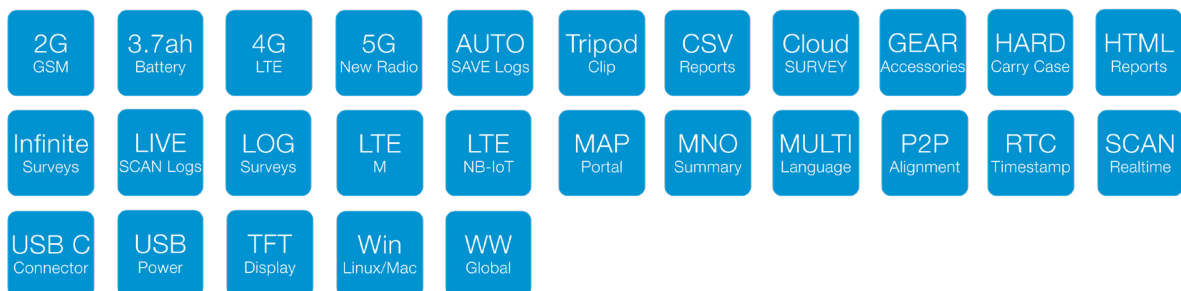 2G
GSM
3.7ah
Battery
4G
LTE
5G
New Radio
AUTO
SAVE Logs
Tripod
Clip
CSV
Reports
Cloud
SURVEY
GEAR
Accessories
HARD
Carry Case
HTML
Reports
Infinite
Surveys
LIVE
SCAN Logs
LOG
Surveys
LTE
M
LTE
NB-IoT
MAP
Portal
MNO
Summary
MULTI
Language
P2P
Alignment
RTC
Timestamp
SCAN
Realtime
USB C
Connector
USB
Power
TFT
Display
Win
Linux/Mac
WW
Global